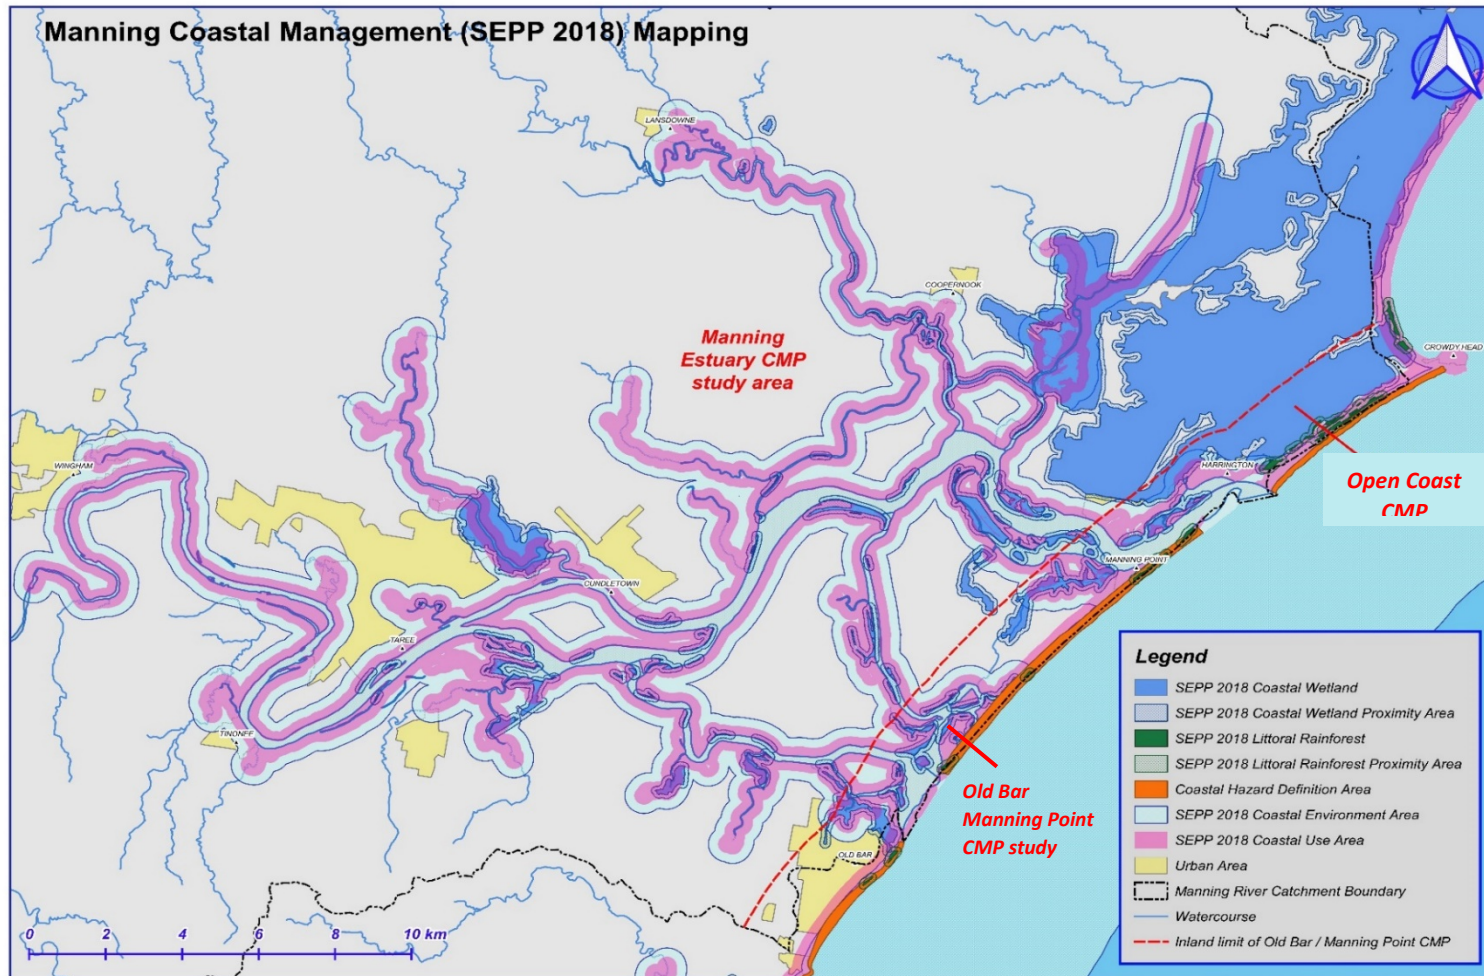 Manning Coastal Management (SEPP 2018) Mapping
LANSDOWNE
COOPERNOOK
Manning
Estuary CMP
study area
CROWDY HEAD
WINGHAM
HARRINGTON
Open Coast
CMP
MANNING POINT
CUNDLETOWN
TAREE
TINONEE
Old Bar
Manning Point
CMP study
OLD BAR
Legend
SEPP 2018 Coastal Wetland
SEPP 2018 Coastal Wetland Proximity Area
SEPP 2018 Littoral Rainforest
SEPP 2018 Littoral Rainforest Proximity Area
Coastal Hazard Definition Area
SEPP 2018 Coastal Environment Area
SEPP 2018 Coastal Use Area
Urban Area
Manning River Catchment Boundary
Watercourse
Inland limit of Old Bar / Manning Point CMP
0 2 4 6 8 10 km